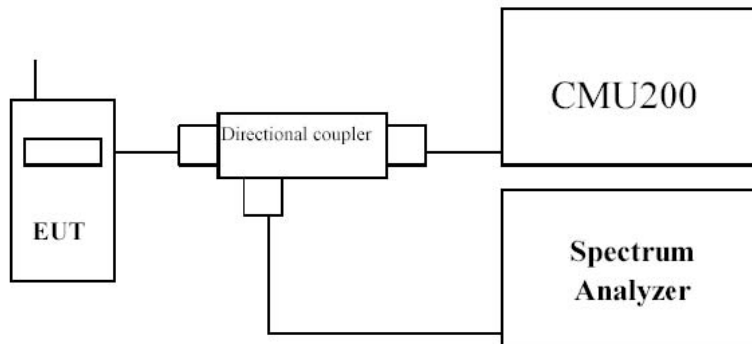 Directional coupler
CMU200
EUT
Spectrum
Analyzer